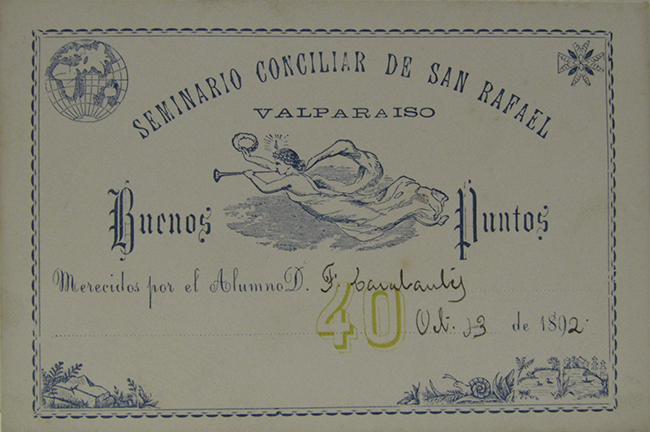 SEMINARIO CONCILIAR DE SAN RAFAEL
VALPARAISO
Buenos Puntos
Merecidos por el Alumno D. F.
40
Oct. 13 de 1892